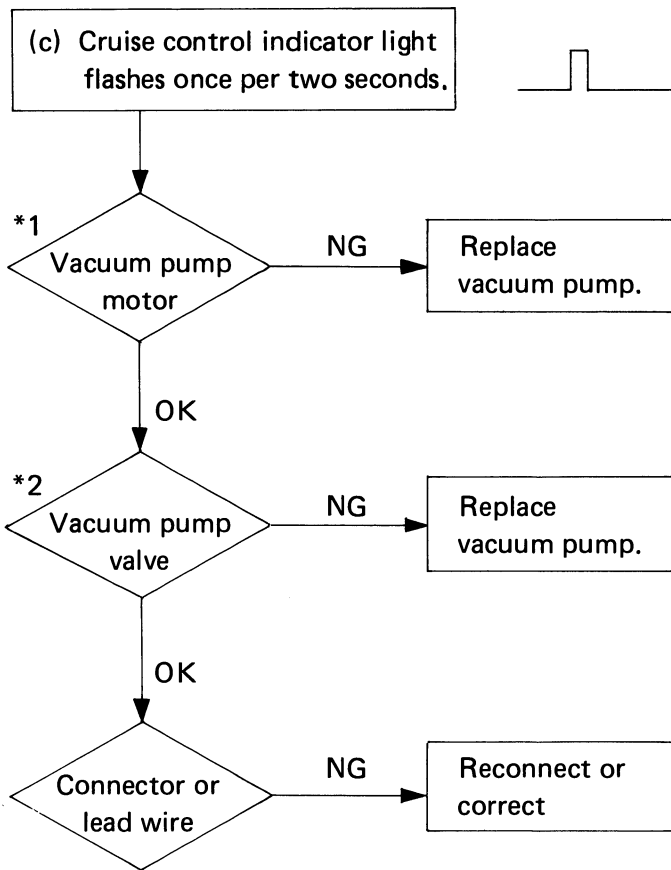 (c) Cruise control indicator light
flashes once per two seconds.
*1
Vacuum pump
motor
NG
Replace
vacuum pump.
OK
*2
Vacuum pump
valve
NG
Replace
vacuum pump.
OK
Connector or
lead wire
NG
Reconnect or
correct